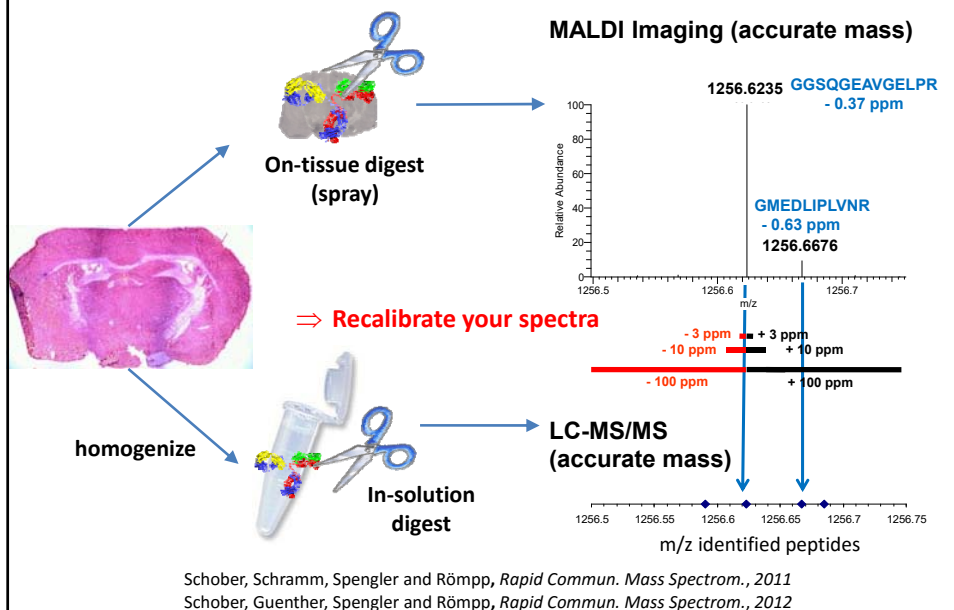 MALDI Imaging (accurate mass)
1256.6235
GGSQGEAVGELPR
- 0.37 ppm
100
80
60
40
20
0
Relative Abundance
GMEDLIPLVNR
- 0.63 ppm
1256.6676
1256.5
1256.6
1256.7
m/z
On-tissue digest
(spray)
⇒ Recalibrate your spectra
- 3 ppm
+ 3 ppm
- 10 ppm
+ 10 ppm
- 100 ppm
+ 100 ppm
homogenize
In-solution
digest
LC-MS/MS
(accurate mass)
1256.5
1256.55
1256.6
1256.65
1256.7
1256.75
m/z identified peptides
Schober, Schramm, Spengler and Römpp, Rapid Commun. Mass Spectrom., 2011
Schober, Guenther, Spengler and Römpp, Rapid Commun. Mass Spectrom., 2012